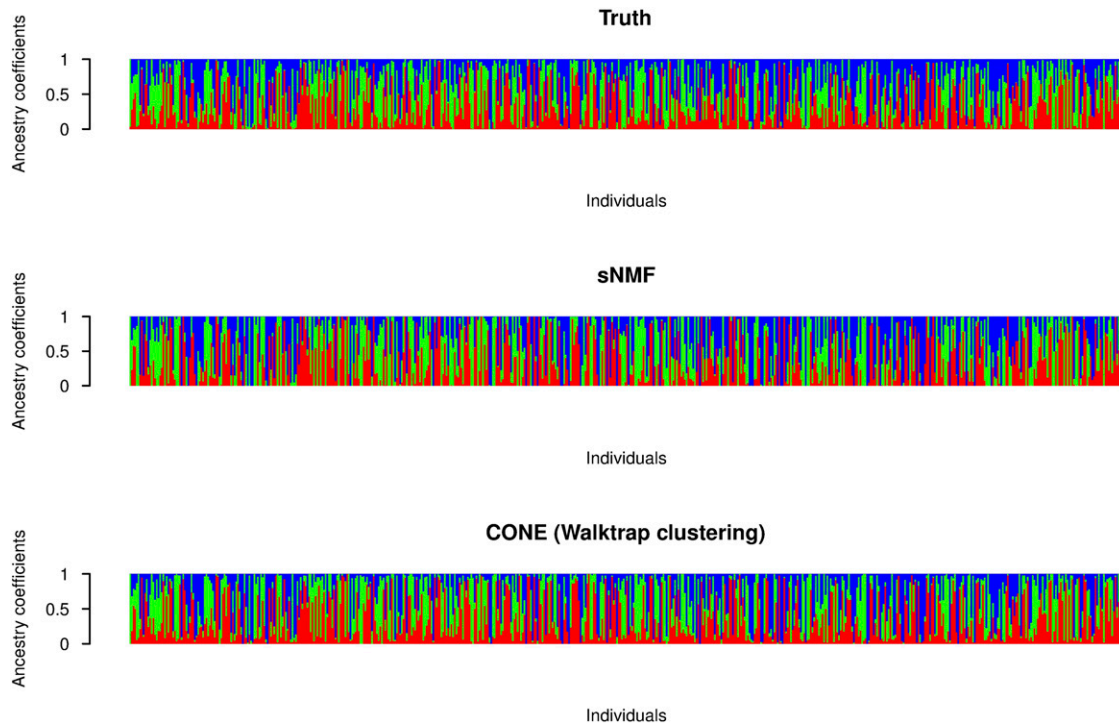 Truth
Ancestry coefficients
1
0.5
0
Individuals
sNMF
Ancestry coefficients
1
0.5
0
Individuals
CONE (Walktrap clustering)
Ancestry coefficients
1
0.5
0
Individuals